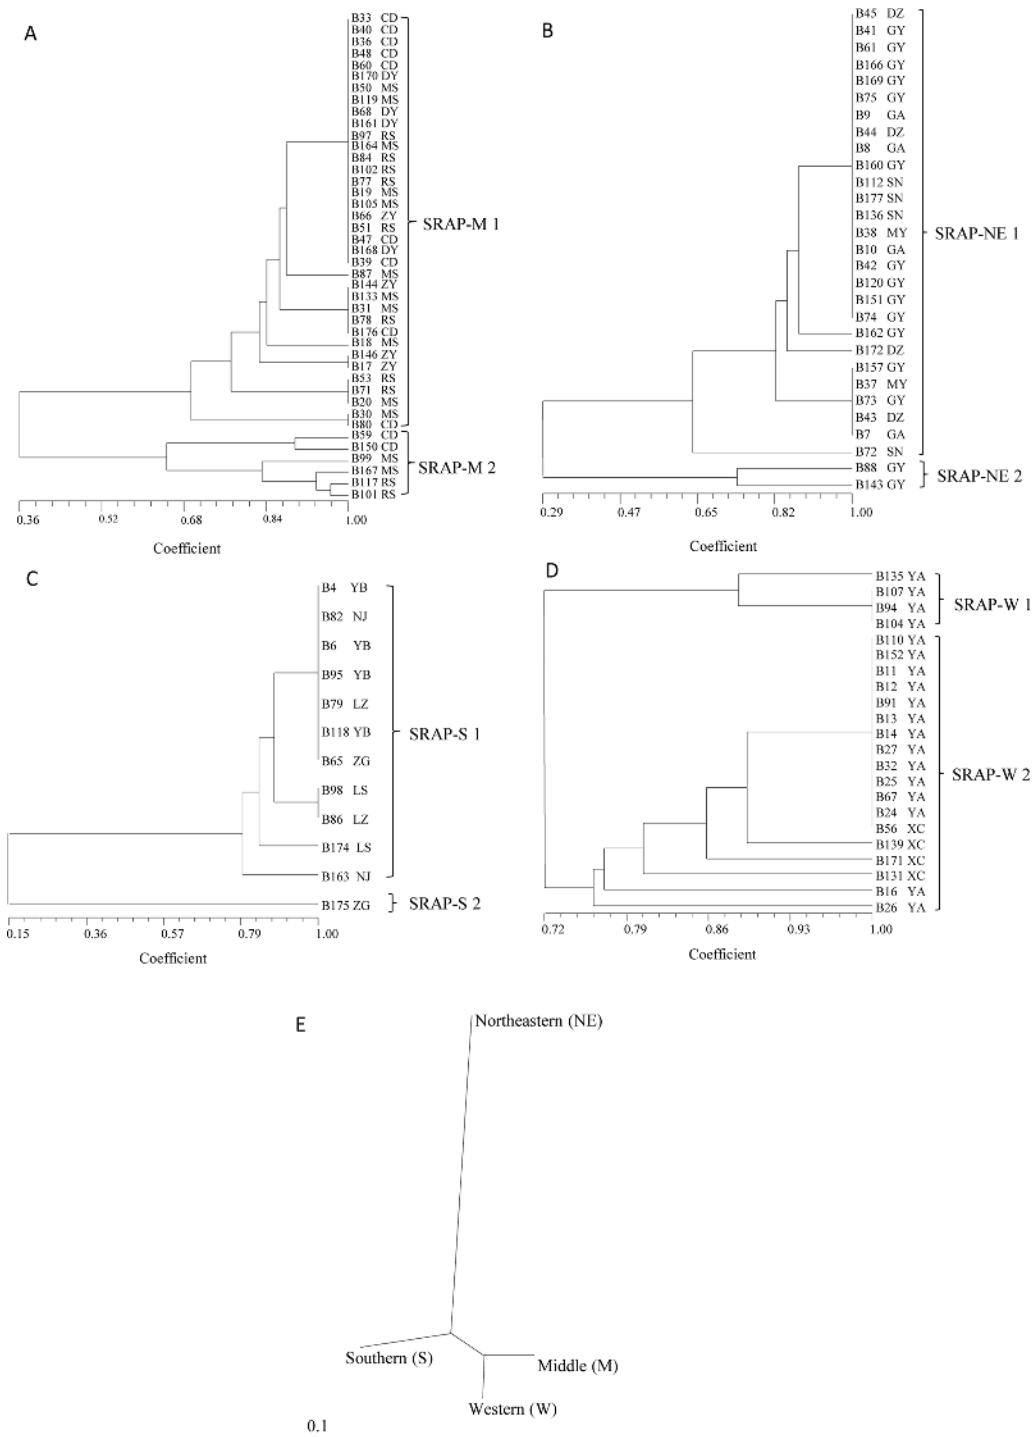 A
B33 CD
B40 CD
B36 CD
B48 CD
B60 CD
B170 DY
B50 MS
B119 MS
B68 DY
B161 DY
B97 RS
B164 MS
B84 RS
B102 RS
B77 RS
B19 MS
B105 MS
B66 ZY
B51 RS
B47 CD
B168 DY
B39 CD
B87 MS
B144 ZY
B133 MS
B31 MS
B78 RS
B176 CD
B18 MS
B146 ZY
B17 ZY
B53 RS
B71 RS
B20 MS
B30 MS
B80 CD
B59 CD
B150 CD
B99 MS
B167 MS
B117 RS
B101 RS
SRAP-M 1
SRAP-M 2
0.36 0.52 0.68 0.84 1.00
Coefficient
B
B45 DZ
B41 GY
B61 GY
B166 GY
B169 GY
B75 GY
B9 GA
B44 DZ
B8 GA
B160 GY
B112 SN
B177 SN
B136 SN
B38 MY
B10 GA
B42 GY
B120 GY
B151 GY
B74 GY
B162 GY
B172 DZ
B157 GY
B37 MY
B73 GY
B43 DZ
B7 GA
B72 SN
B88 GY
B143 GY
SRAP-NE 1
SRAP-NE 2
0.29 0.47 0.65 0.82 1.00
Coefficient
C
B4 YB
B82 NJ
B6 YB
B95 YB
B79 LZ
B118 YB
B65 ZG
B98 LS
B86 LZ
B174 LS
B163 NJ
B175 ZG
SRAP-S 1
SRAP-S 2
0.15 0.36 0.57 0.79 1.00
Coefficient
D
B135 YA
B107 YA
B94 YA
B104 YA
B110 YA
B152 YA
B11 YA
B12 YA
B91 YA
B13 YA
B14 YA
B27 YA
B32 YA
B25 YA
B67 YA
B24 YA
B56 XC
B139 XC
B171 XC
B131 XC
B16 YA
B26 YA
SRAP-W 1
SRAP-W 2
0.72 0.79 0.86 0.93 1.00
Coefficient
E
Northeastern (NE)
Southern (S)
Middle (M)
Western (W)
0.1